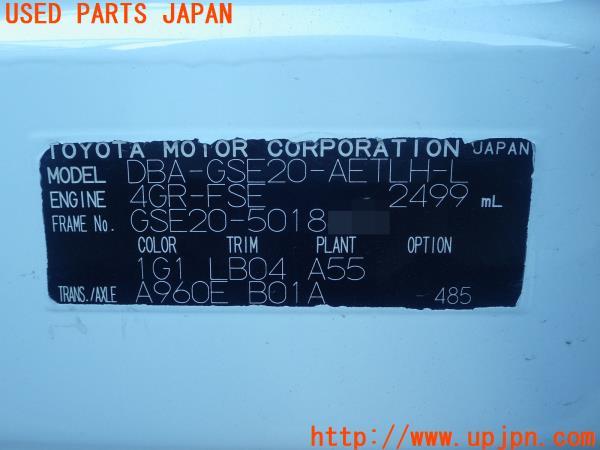 USED PARTS JAPAN
TOYOTA MOTOR CORPORATION JAPAN
MODEL DBA-GSE20-AETLH-L
ENGINE 4GR-FSE 2499 mL
FRAME No. GSE20-5018
COLOR TRIM PLANT OPTION
1G1 LB04 A55
TRANS./AXLE A960E B01A -485
http://www.upjpn.com